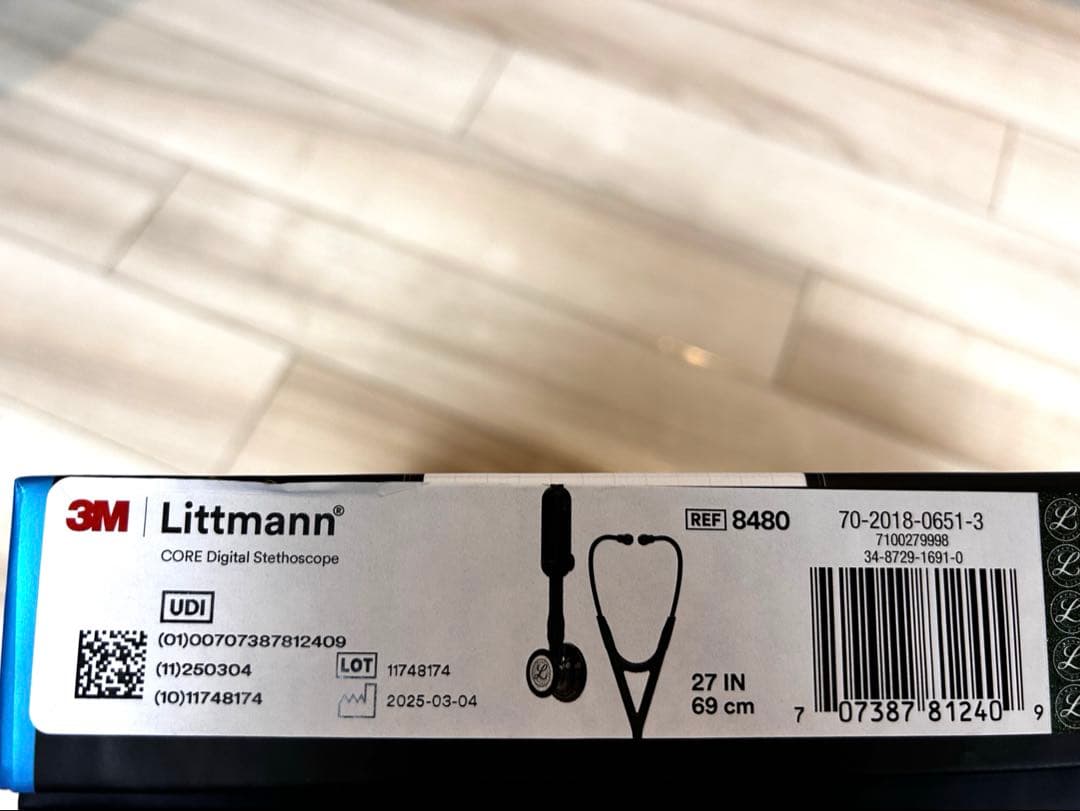 3M Littmann®
CORE Digital Stethoscope
UDI
(01)00707387812409
(11)250304
(10)11748174
LOT 11748174
2025-03-04
REF 8480
27 IN
69 cm
70-2018-0651-3
7100279998
34-8729-1691-0
7 07387 81240 9